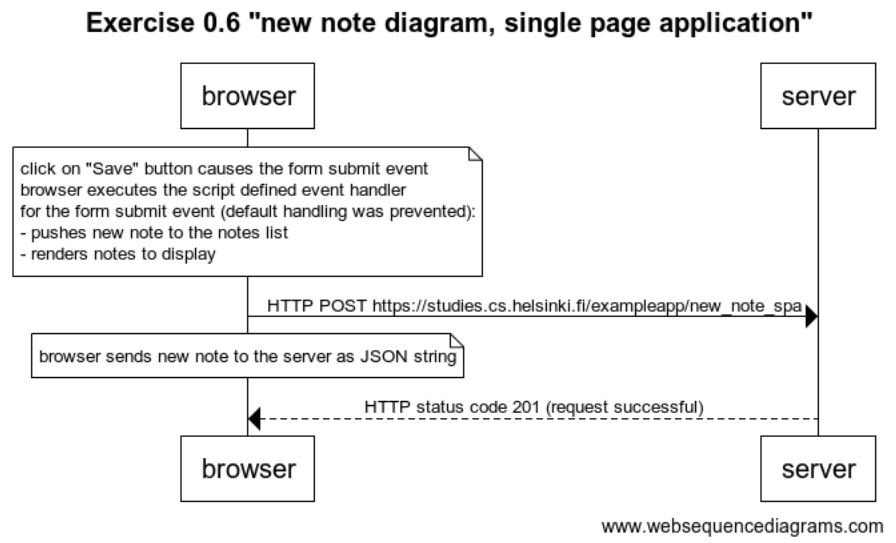 Exercise 0.6 "new note diagram, single page application"
browser
server
click on "Save" button causes the form submit event
browser executes the script defined event handler
for the form submit event (default handling was prevented):
- pushes new note to the notes list
- renders notes to display
HTTP POST https://studies.cs.helsinki.fi/exampleapp/new_note_spa
browser sends new note to the server as JSON string
HTTP status code 201 (request successful)
browser
server
www.websequencediagrams.com